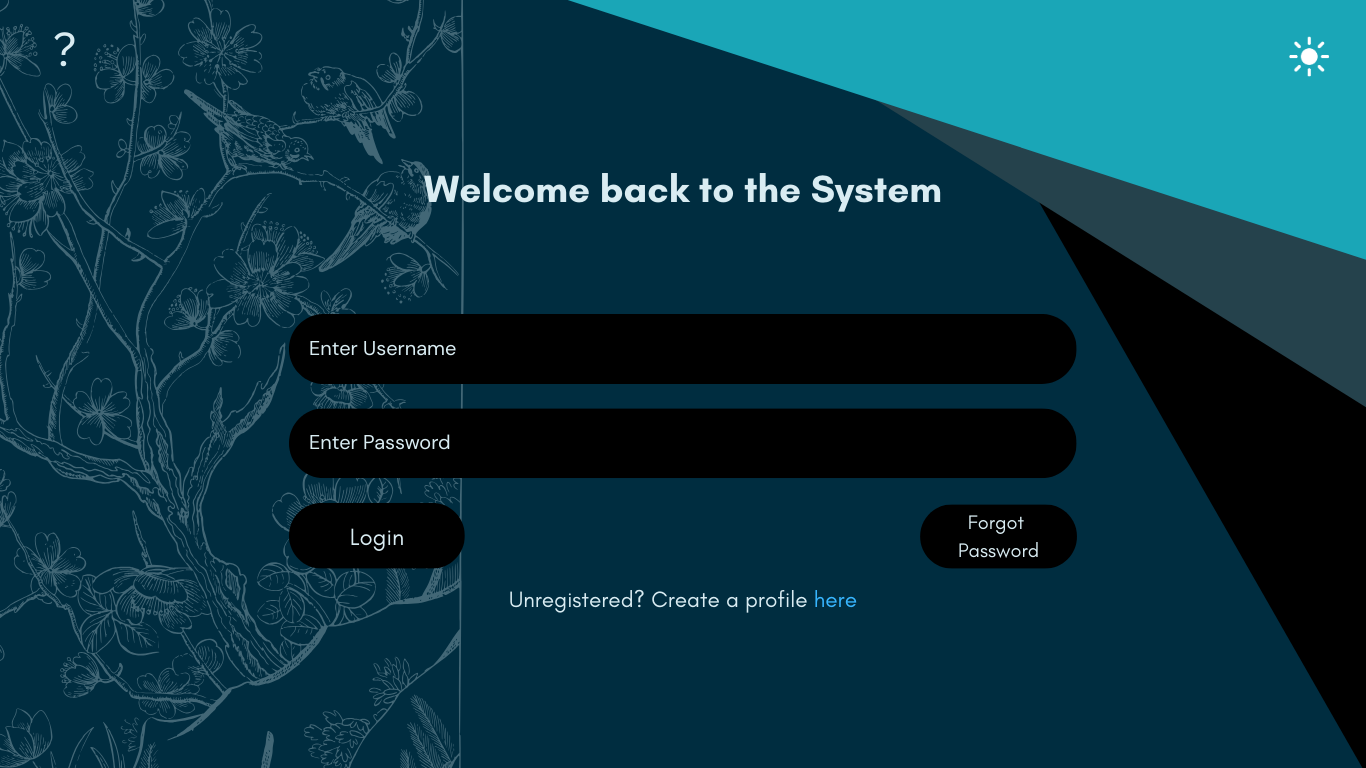 ?
Welcome back to the System
Enter Username
Enter Password
Login
Forgot
Password
Unregistered? Create a profile here